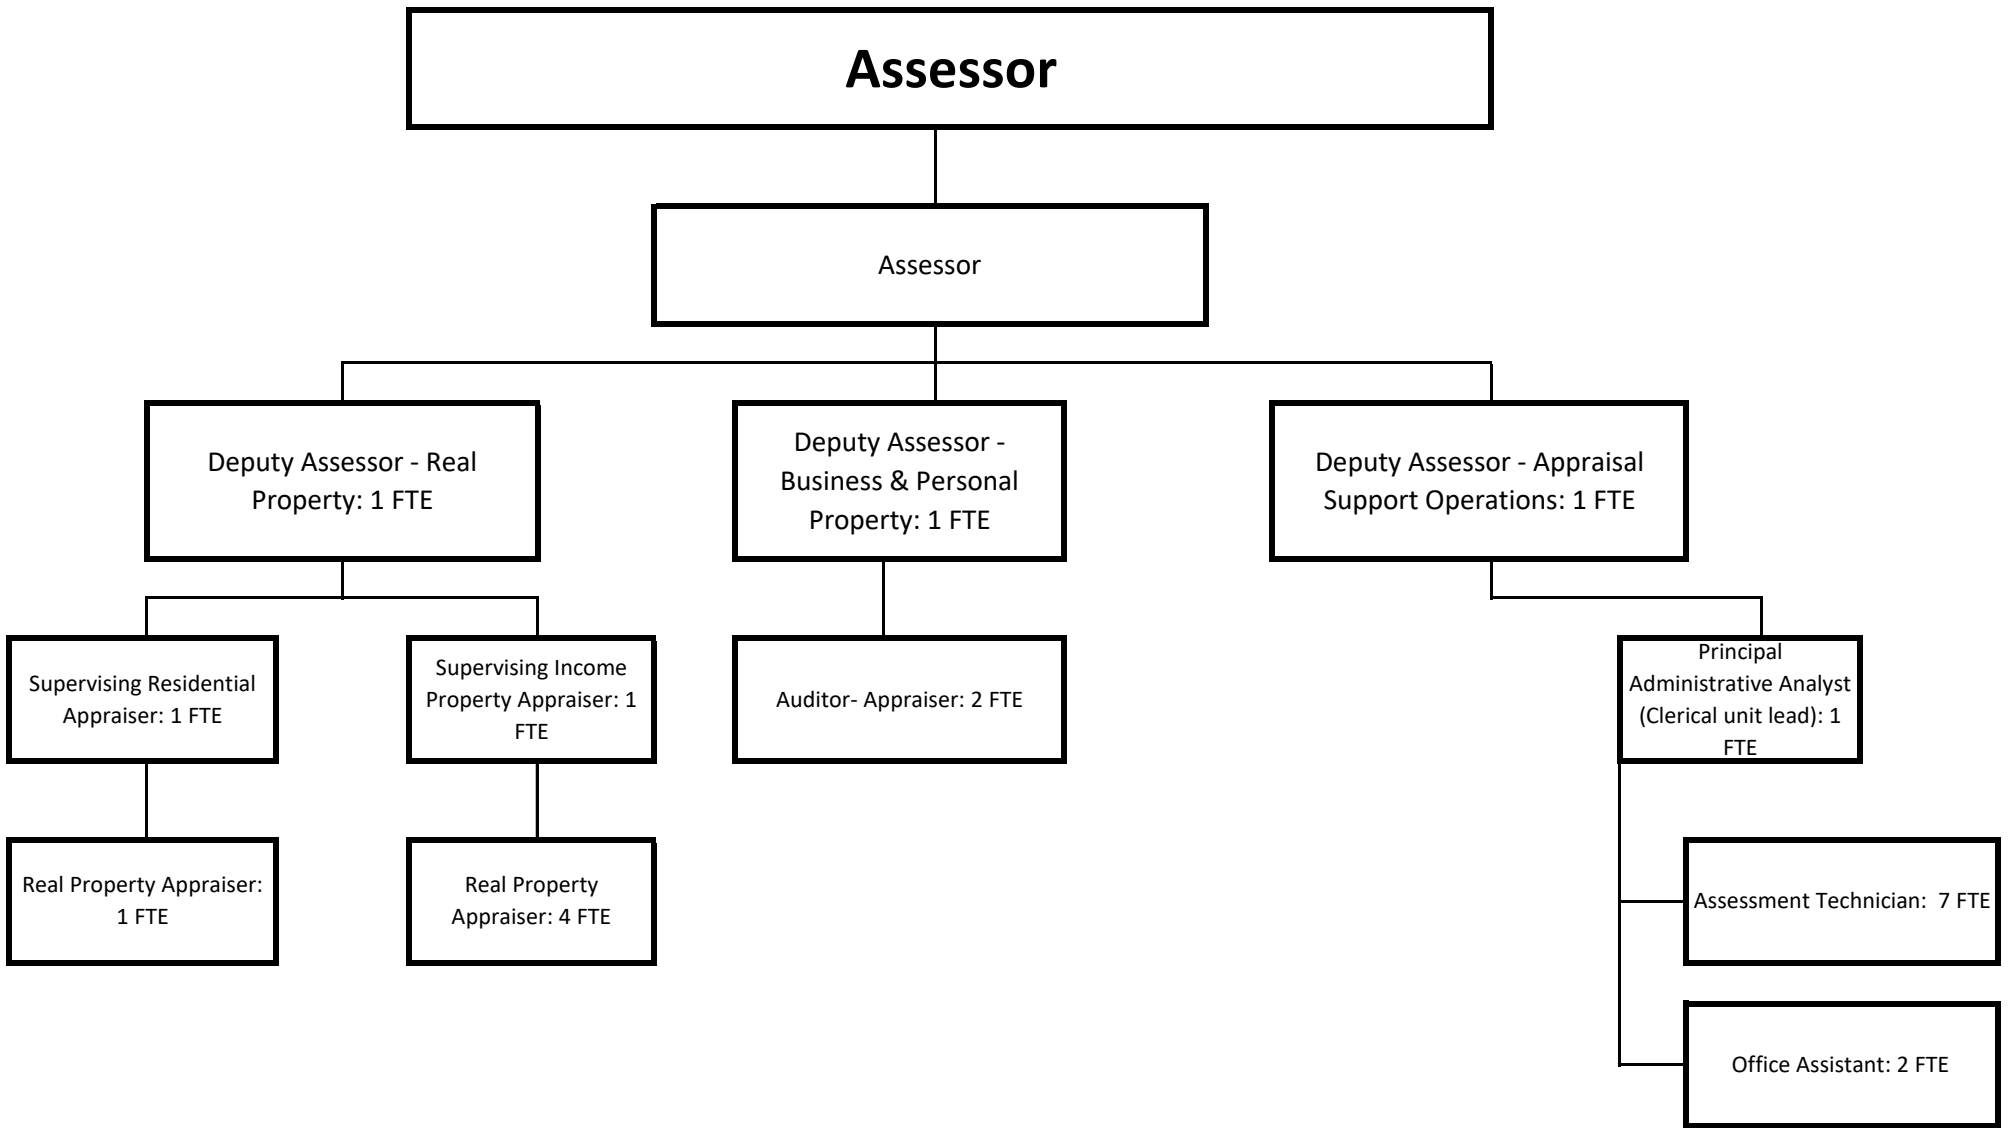 Assessor
Assessor
Deputy Assessor - Real
Property: 1 FTE
Deputy Assessor -
Business & Personal
Property: 1 FTE
Deputy Assessor - Appraisal
Support Operations: 1 FTE
Supervising Residential
Appraiser: 1 FTE
Supervising Income
Property Appraiser: 1
FTE
Auditor- Appraiser: 2 FTE
Principal
Administrative Analyst
(Clerical unit lead): 1
FTE
Real Property Appraiser:
1 FTE
Real Property
Appraiser: 4 FTE
Assessment Technician:  7 FTE
Office Assistant: 2 FTE